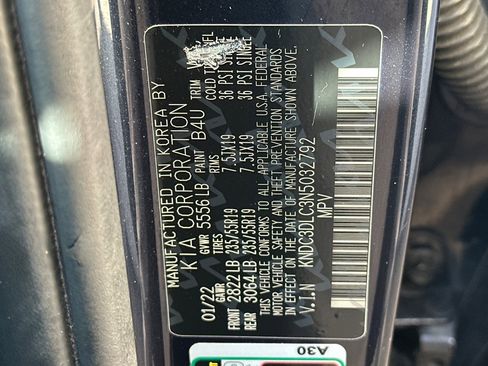 MANUFACTURED IN KOREA BY
KIA CORPORATION
01/22 GVWR 5556 LB PAINT B4U TRIM
GAWR TIRES RIMS COLD TIRE INFL
FRONT 2822 LB 235/55R19 7.5JX19 36 PSI SINGLE
REAR 3064 LB 235/55R19 7.5JX19 36 PSI SINGLE
THIS VEHICLE CONFORMS TO ALL APPLICABLE U.S.A. FEDERAL
MOTOR VEHICLE SAFETY AND THEFT PREVENTION STANDARDS
IN EFFECT ON THE DATE OF MANUFACTURE SHOWN ABOVE.
V.I.N KNDC3DLC3N5032792
MPV
A30